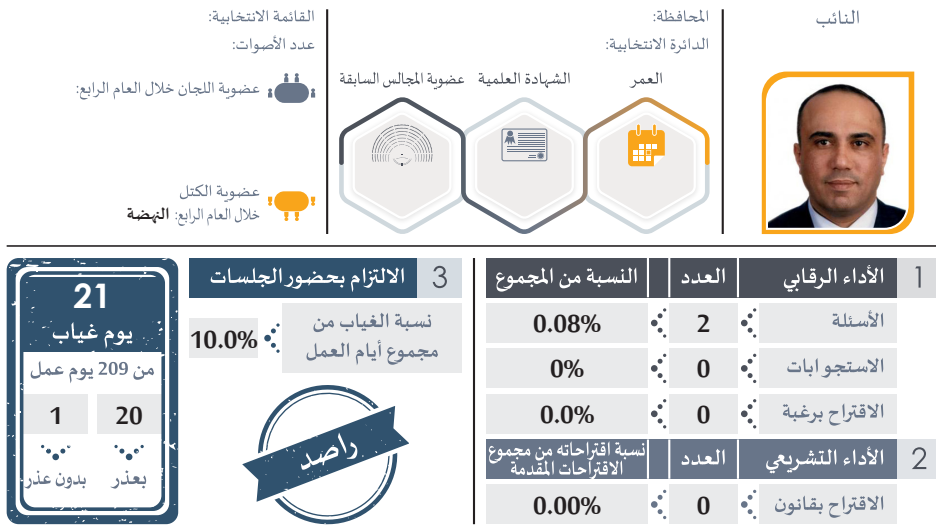 النائب
المحافظة:
الدائرة الانتخابية:
العمر
الشهادة العلمية
عضوية المجالس السابقة
القائمة الانتخابية:
عدد الأصوات:
عضوية اللجان خلال العام الرابع:
عضوية الكتل
خلال العام الرابع: النهضة
1 الأداء الرقابي العدد النسبة من المجموع
الأسئلة 2 0.08%
الاستجوابات 0 0%
الاقتراح برغبة 0 0.0%
2 الأداء التشريعي العدد نسبة اقتراحاته من مجموع
الاقتراحات المقدمة
الاقتراح بقانون 0 0.00%
3 الالتزام بحضور الجلسات
نسبة الغياب من
مجموع أيام العمل
10.0%
راصد
21
يوم غياب
من 209 يوم عمل
20 1
بعذر بدون عذر